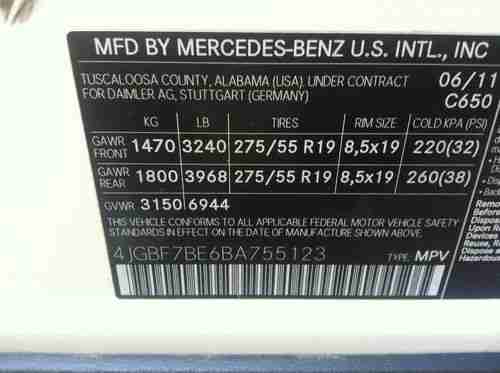 MFD BY MERCEDES-BENZ U.S. INTL., INC
TUSCALOOSA COUNTY, ALABAMA (USA), UNDER CONTRACT 06/11
FOR DAIMLER AG, STUTTGART (GERMANY) C650
KG LB TIRES RIM SIZE COLD KPA (PSI)
GAWR FRONT 1470 3240 275/55 R19 8,5x19 220(32)
GAWR REAR 1800 3968 275/55 R19 8,5x19 260(38)
GVWR 3150 6944
THIS VEHICLE CONFORMS TO ALL APPLICABLE FEDERAL MOTOR VEHICLE SAFETY
AND THEFT PREVENTION STANDARDS IN EFFECT ON THE DATE OF MANUFACTURE SHOWN ABOVE.
4JGBF7BE6BA755123 TYPE: MPV